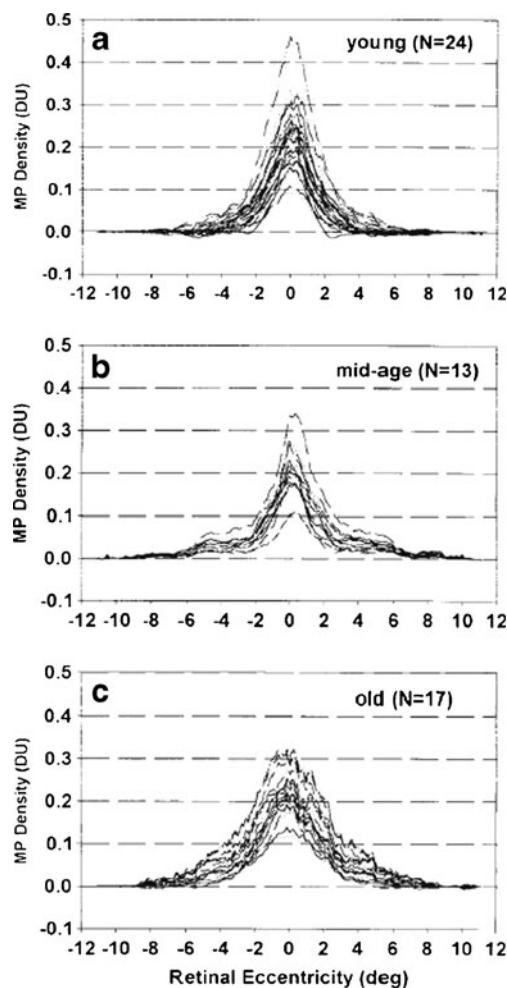 a
young (N=24)
MP Density (DU)
0.5
0.4
0.3
0.2
0.1
0.0
-0.1
-12 -10 -8 -6 -4 -2 0 2 4 6 8 10 12
b
mid-age (N=13)
MP Density (DU)
0.5
0.4
0.3
0.2
0.1
0.0
-0.1
-12 -10 -8 -6 -4 -2 0 2 4 6 8 10 12
c
old (N=17)
MP Density (DU)
0.5
0.4
0.3
0.2
0.1
0.0
-0.1
-12 -10 -8 -6 -4 -2 0 2 4 6 8 10 12
Retinal Eccentricity (deg)